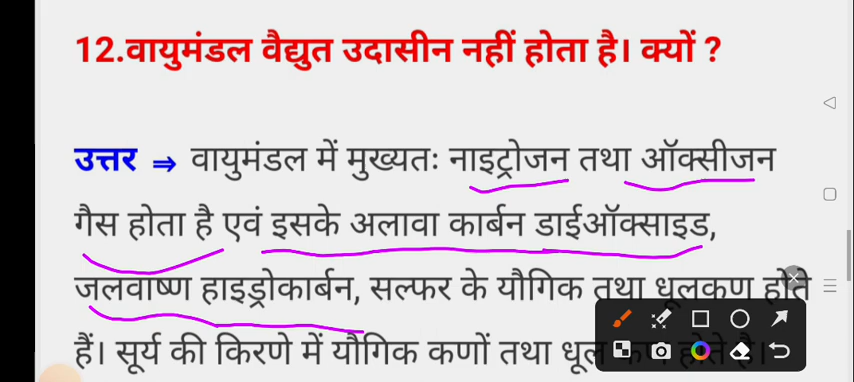 12.वायुमंडल वैद्युत उदासीन नहीं होता है। क्यों ?
उत्तर ⇒ वायुमंडल में मुख्यतः नाइट्रोजन तथा ऑक्सीजन
गैस होता है एवं इसके अलावा कार्बन डाईऑक्साइड,
जलवाष्ण हाइड्रोकार्बन, सल्फर के यौगिक तथा धूलकण होते
हैं। सूर्य की किरणे में यौगिक कणों तथा धूल